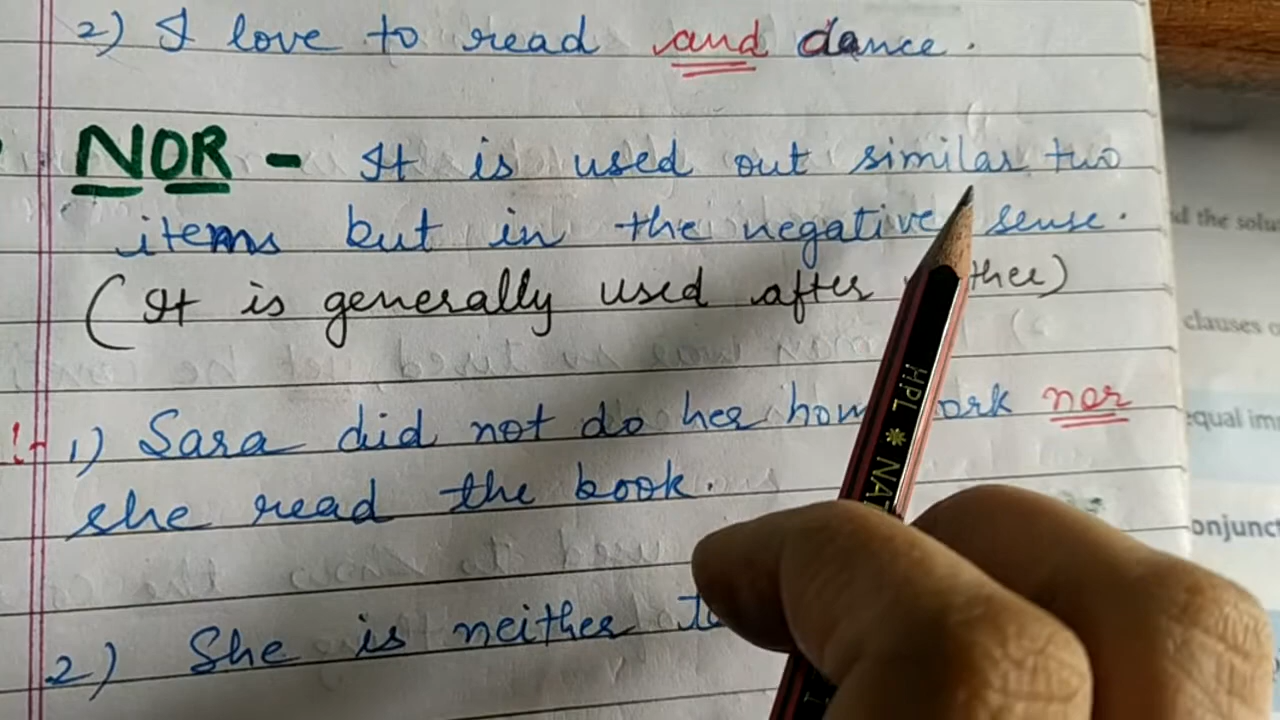 2) I love to read and dance.
NOR - It is used out similar two
items but in the negative sense.
(It is generally used after
1) Sara did not do her nor
she read the book.
2) She is neither
HPL * NAT
d the solu
clauses o
equal im
onjunct